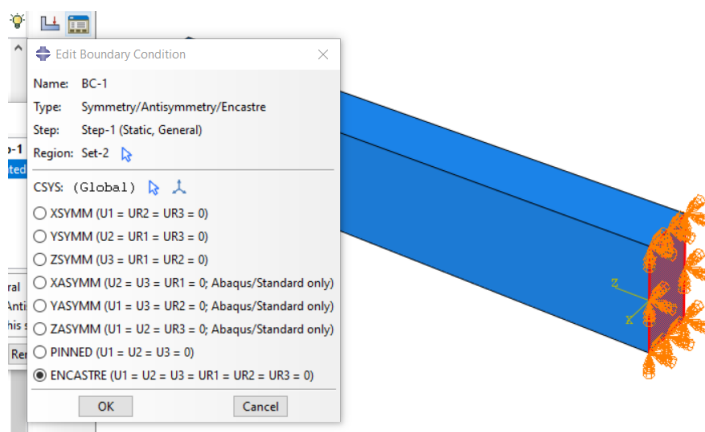 Edit Boundary Condition
Name: BC-1
Type: Symmetry/Antisymmetry/Encastre
Step: Step-1 (Static, General)
Region: Set-2
CSYS: (Global)
XSYMM (U1 = UR2 = UR3 = 0)
YSYMM (U2 = UR1 = UR3 = 0)
ZSYMM (U3 = UR1 = UR2 = 0)
XASYMM (U2 = U3 = UR1 = 0; Abaqus/Standard only)
YASYMM (U1 = U3 = UR2 = 0; Abaqus/Standard only)
ZASYMM (U1 = U2 = UR3 = 0; Abaqus/Standard only)
PINNED (U1 = U2 = U3 = 0)
ENCASTRE (U1 = U2 = U3 = UR1 = UR2 = UR3 = 0)
OK Cancel
Z
X